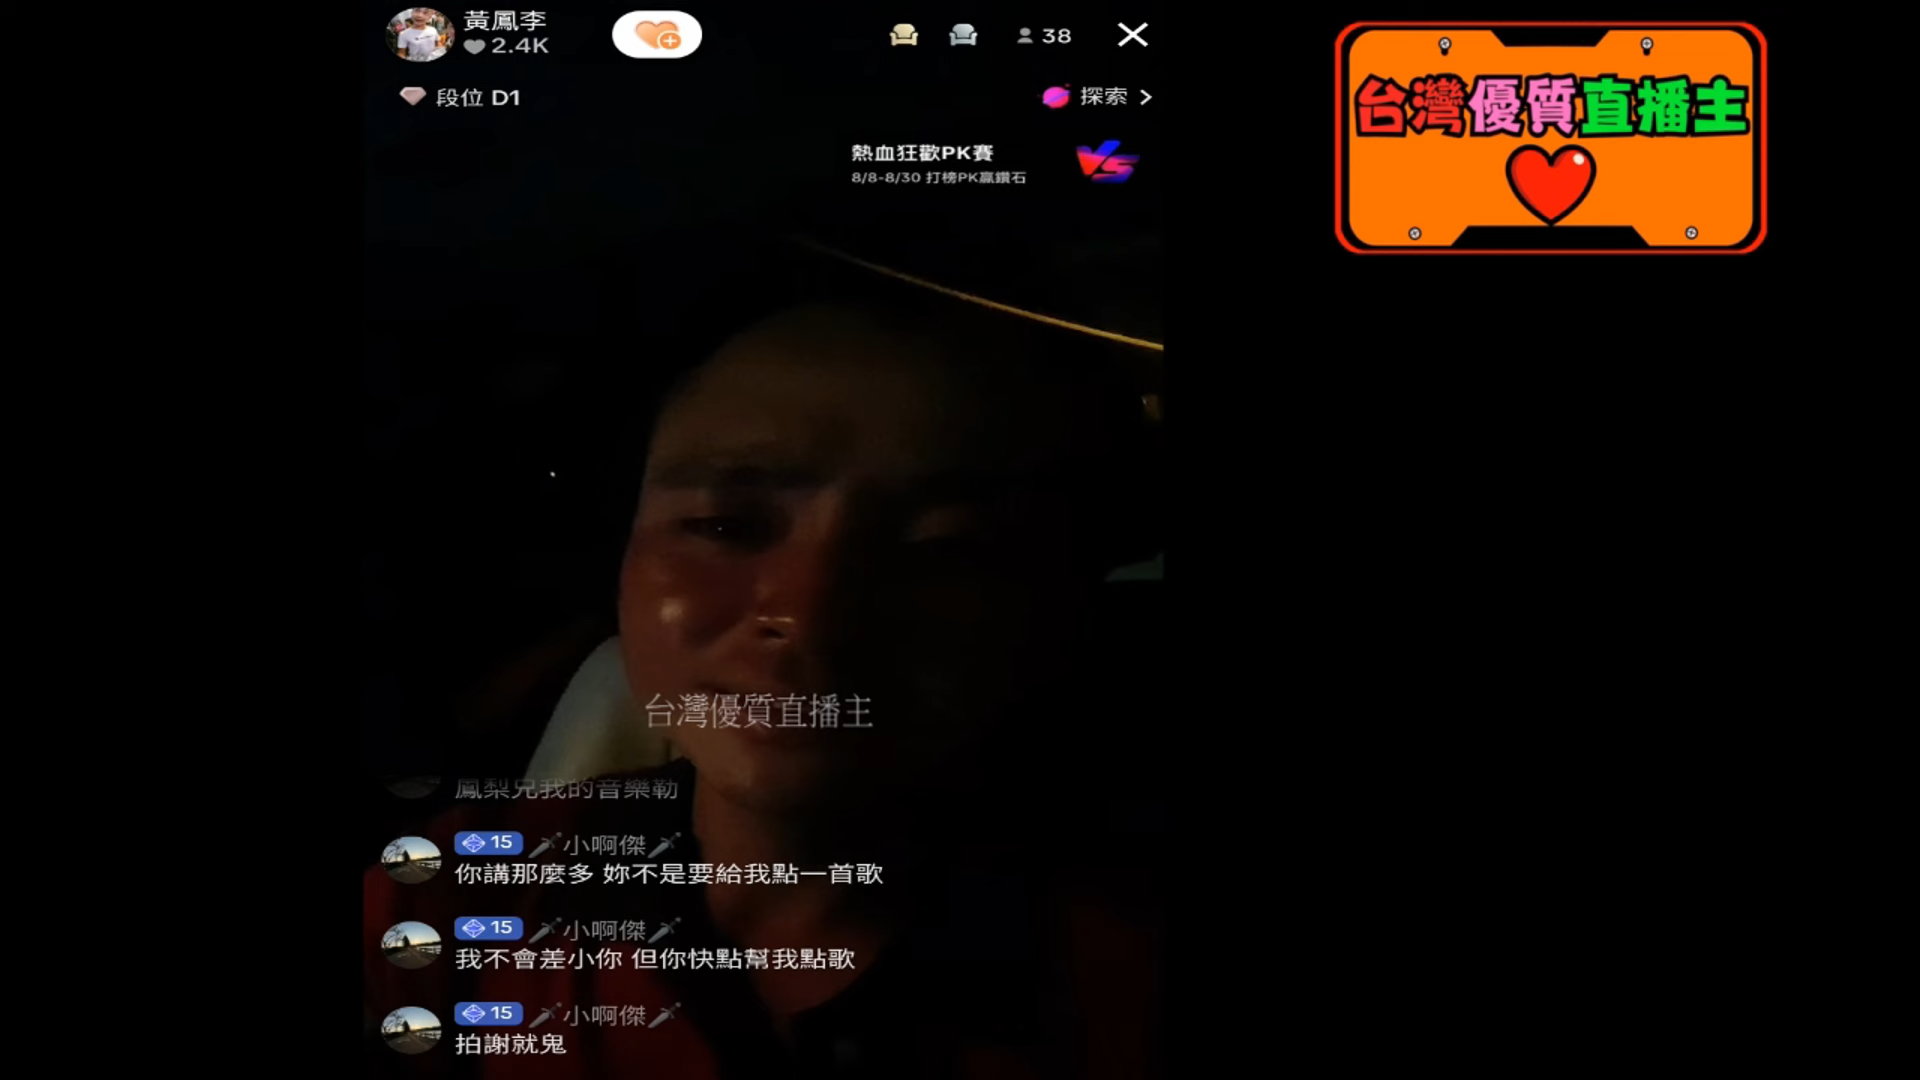 黃鳳李
2.4K
38
段位 D1
探索
熱血狂歡PK賽
8/8-8/30 打榜PK贏鑽石
VS
台灣優質直播主
台灣優質直播主
鳳梨兄我的音樂勒
15 小啊傑
你講那麼多 妳不是要給我點一首歌
15 小啊傑
我不會差小你 但你快點幫我點歌
15 小啊傑
拍謝就鬼